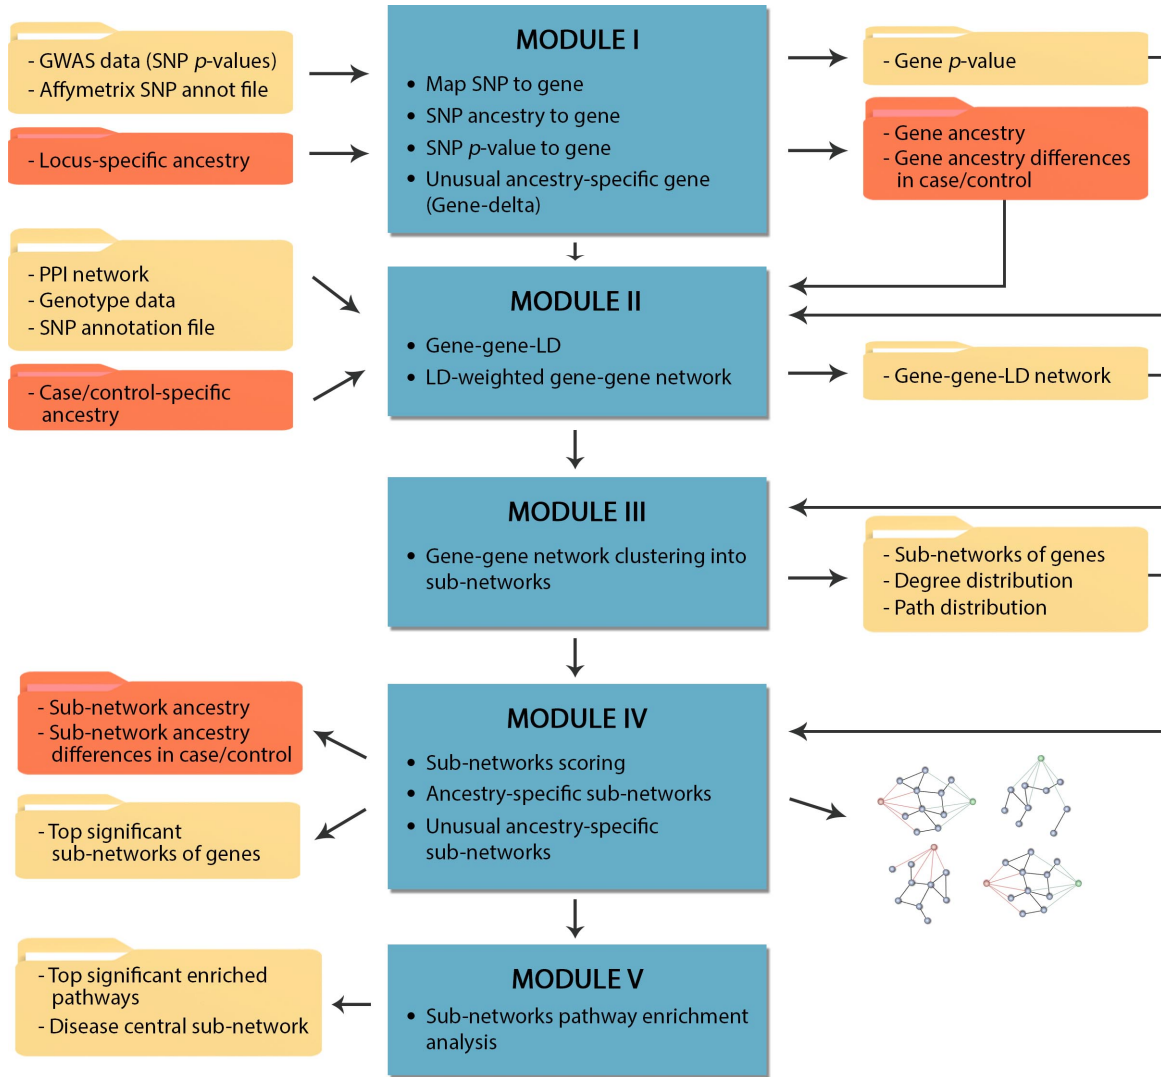 - GWAS data (SNP p-values)
- Affymetrix SNP annot file
- Locus-specific ancestry
MODULE I
• Map SNP to gene
• SNP ancestry to gene
• SNP p-value to gene
• Unusual ancestry-specific gene
(Gene-delta)
- Gene p-value
- Gene ancestry
- Gene ancestry differences
in case/control
- PPI network
- Genotype data
- SNP annotation file
- Case/control-specific
ancestry
MODULE II
• Gene-gene-LD
• LD-weighted gene-gene network
- Gene-gene-LD network
MODULE III
• Gene-gene network clustering into
sub-networks
- Sub-networks of genes
- Degree distribution
- Path distribution
- Sub-network ancestry
- Sub-network ancestry
differences in case/control
- Top significant
sub-networks of genes
MODULE IV
• Sub-networks scoring
• Ancestry-specific sub-networks
• Unusual ancestry-specific
sub-networks
- Top significant enriched
pathways
- Disease central sub-network
MODULE V
• Sub-networks pathway enrichment
analysis